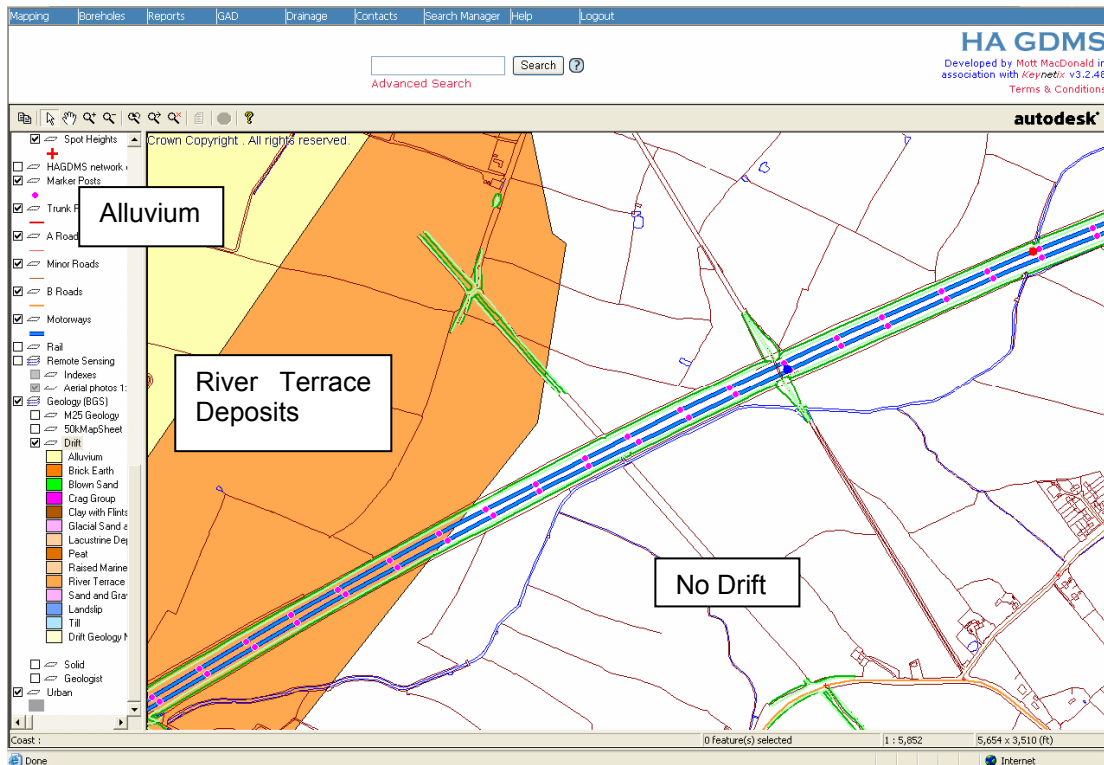 Mapping Boreholes Reports GAD Drainage Contacts Search Manager Help Logout
HA GDMS
Search ?
Advanced Search
Developed by Mott MacDonald in
association with Keynetix v3.2.48
Terms & Conditions
autodesk
Crown Copyright . All rights reserved.
Spot Heights
HAGDMS network
Marker Posts
Trunk
A Road
Minor Roads
B Roads
Motorways
Rail
Remote Sensing
Indexes
Aerial photos 1:
Geology (BGS)
M25 Geology
50kMapSheet
Drift
Alluvium
Brick Earth
Blown Sand
Crag Group
Clay with Flints
Glacial Sand
Lacustrine De
Peat
Raised Marine
River Terrace
Sand and Gra
Landslip
Till
Drift Geology
Solid
Geologist
Urban
Alluvium
River Terrace
Deposits
No Drift
Coast : 0 feature(s) selected 1 : 5,852 5,654 x 3,510 (ft)
Done Internet